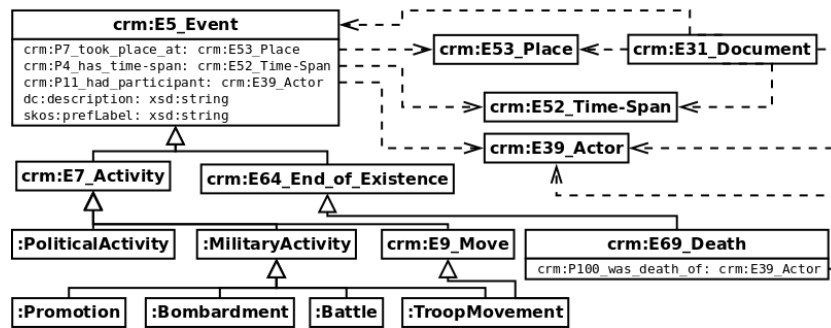 crm:E5_Event
crm:P7_took_place_at: crm:E53_Place
crm:P4_has_time-span: crm:E52_Time-Span
crm:P11_had_participant: crm:E39_Actor
dc:description: xsd:string
skos:prefLabel: xsd:string
crm:E53_Place
crm:E31_Document
crm:E52_Time-Span
crm:E39_Actor
crm:E7_Activity
crm:E64_End_of_Existence
:PoliticalActivity
:MilitaryActivity
crm:E9_Move
crm:E69_Death
crm:P100_was_death_of: crm:E39_Actor
:Promotion
:Bombardment
:Battle
:TroopMovement